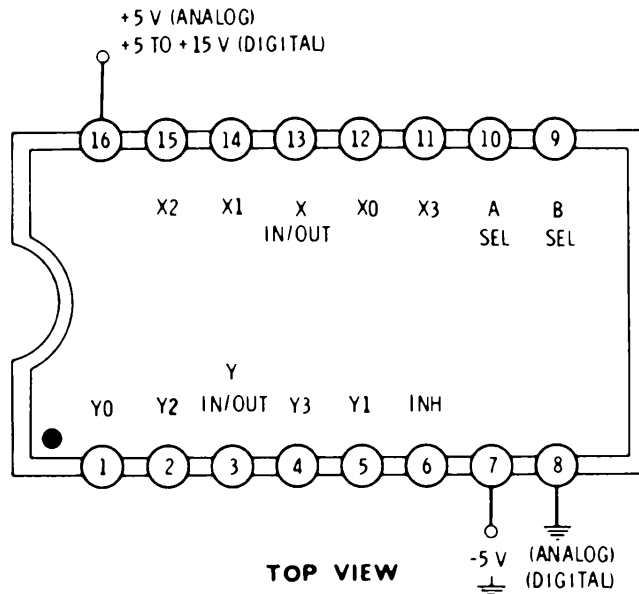 +5 V (ANALOG)
+5 TO +15 V (DIGITAL)
16 15 14 13 12 11 10 9
X2 X1 X X0 X3 A B
IN/OUT SEL SEL
Y
Y0 Y2 IN/OUT Y3 Y1 INH
1 2 3 4 5 6 7 8
-5 V (ANALOG)
(DIGITAL)
TOP VIEW